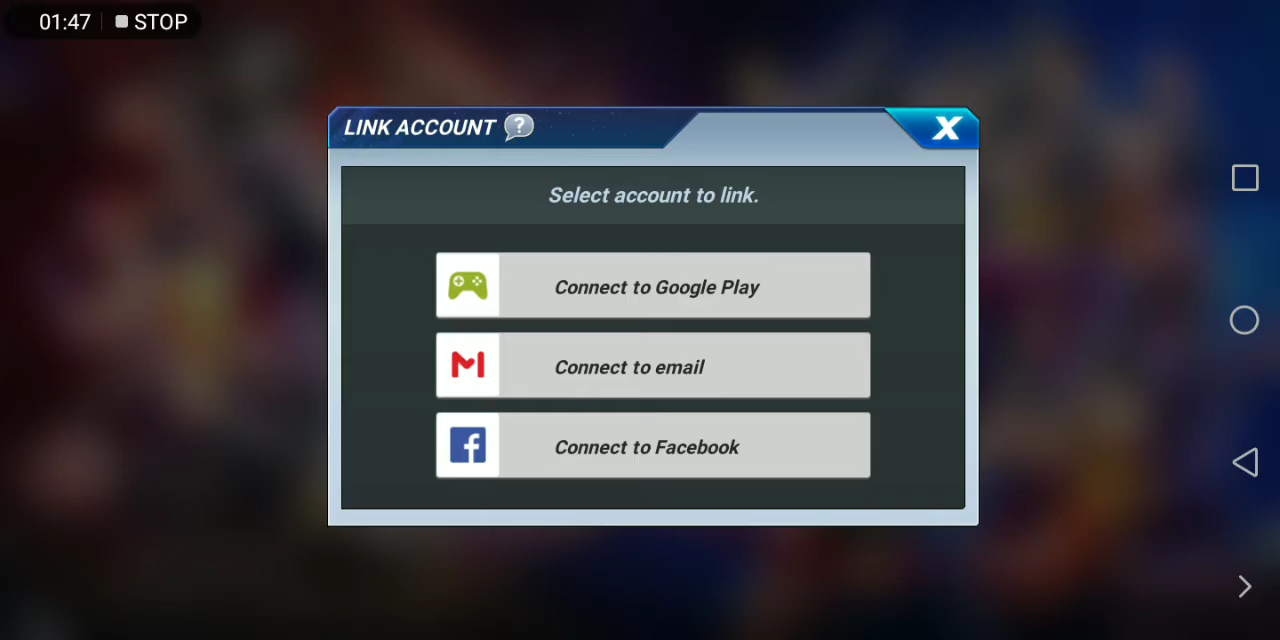 01:47 STOP
LINK ACCOUNT ?
X
Select account to link.
Connect to Google Play
Connect to email
Connect to Facebook